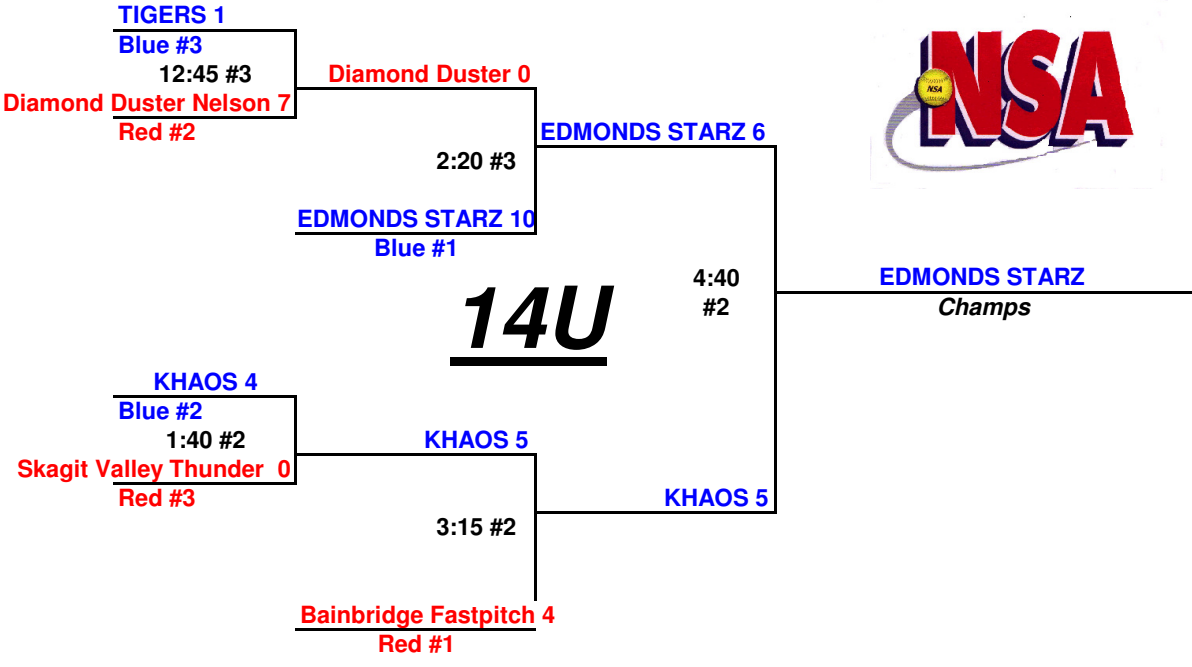 TIGERS 1
Blue #3
12:45 #3
Diamond Duster Nelson 7
Red #2
Diamond Duster 0
2:20 #3
EDMONDS STARZ 10
Blue #1
EDMONDS STARZ 6
NSA
NSA
4:40
#2
EDMONDS STARZ
Champs
14U
KHAOS 4
Blue #2
1:40 #2
Skagit Valley Thunder 0
Red #3
KHAOS 5
3:15 #2
Bainbridge Fastpitch 4
Red #1
KHAOS 5